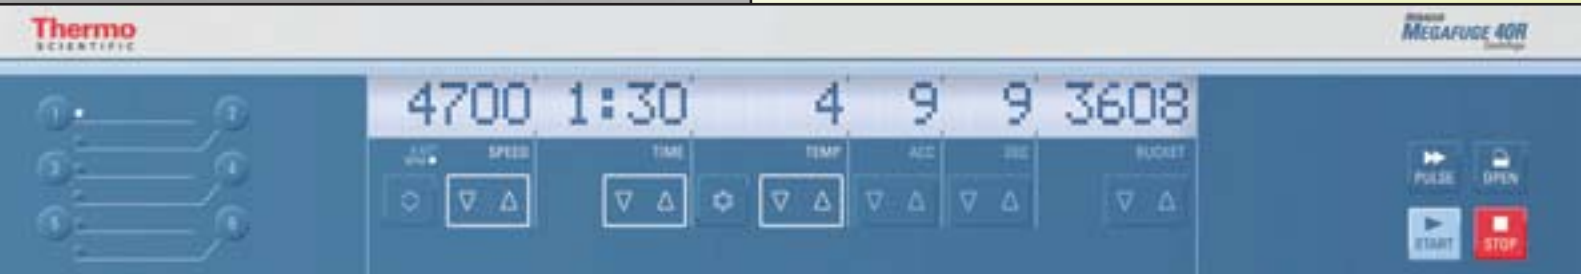 Thermo
SCIENTIFIC
MEGAFUGE 40R
Centrifuge
1 2
3 4
5 6
4700 1:30 4 9 9 3608
SPEED TIME TEMP ACC DEC BUCKET
PULSE OPEN
START STOP